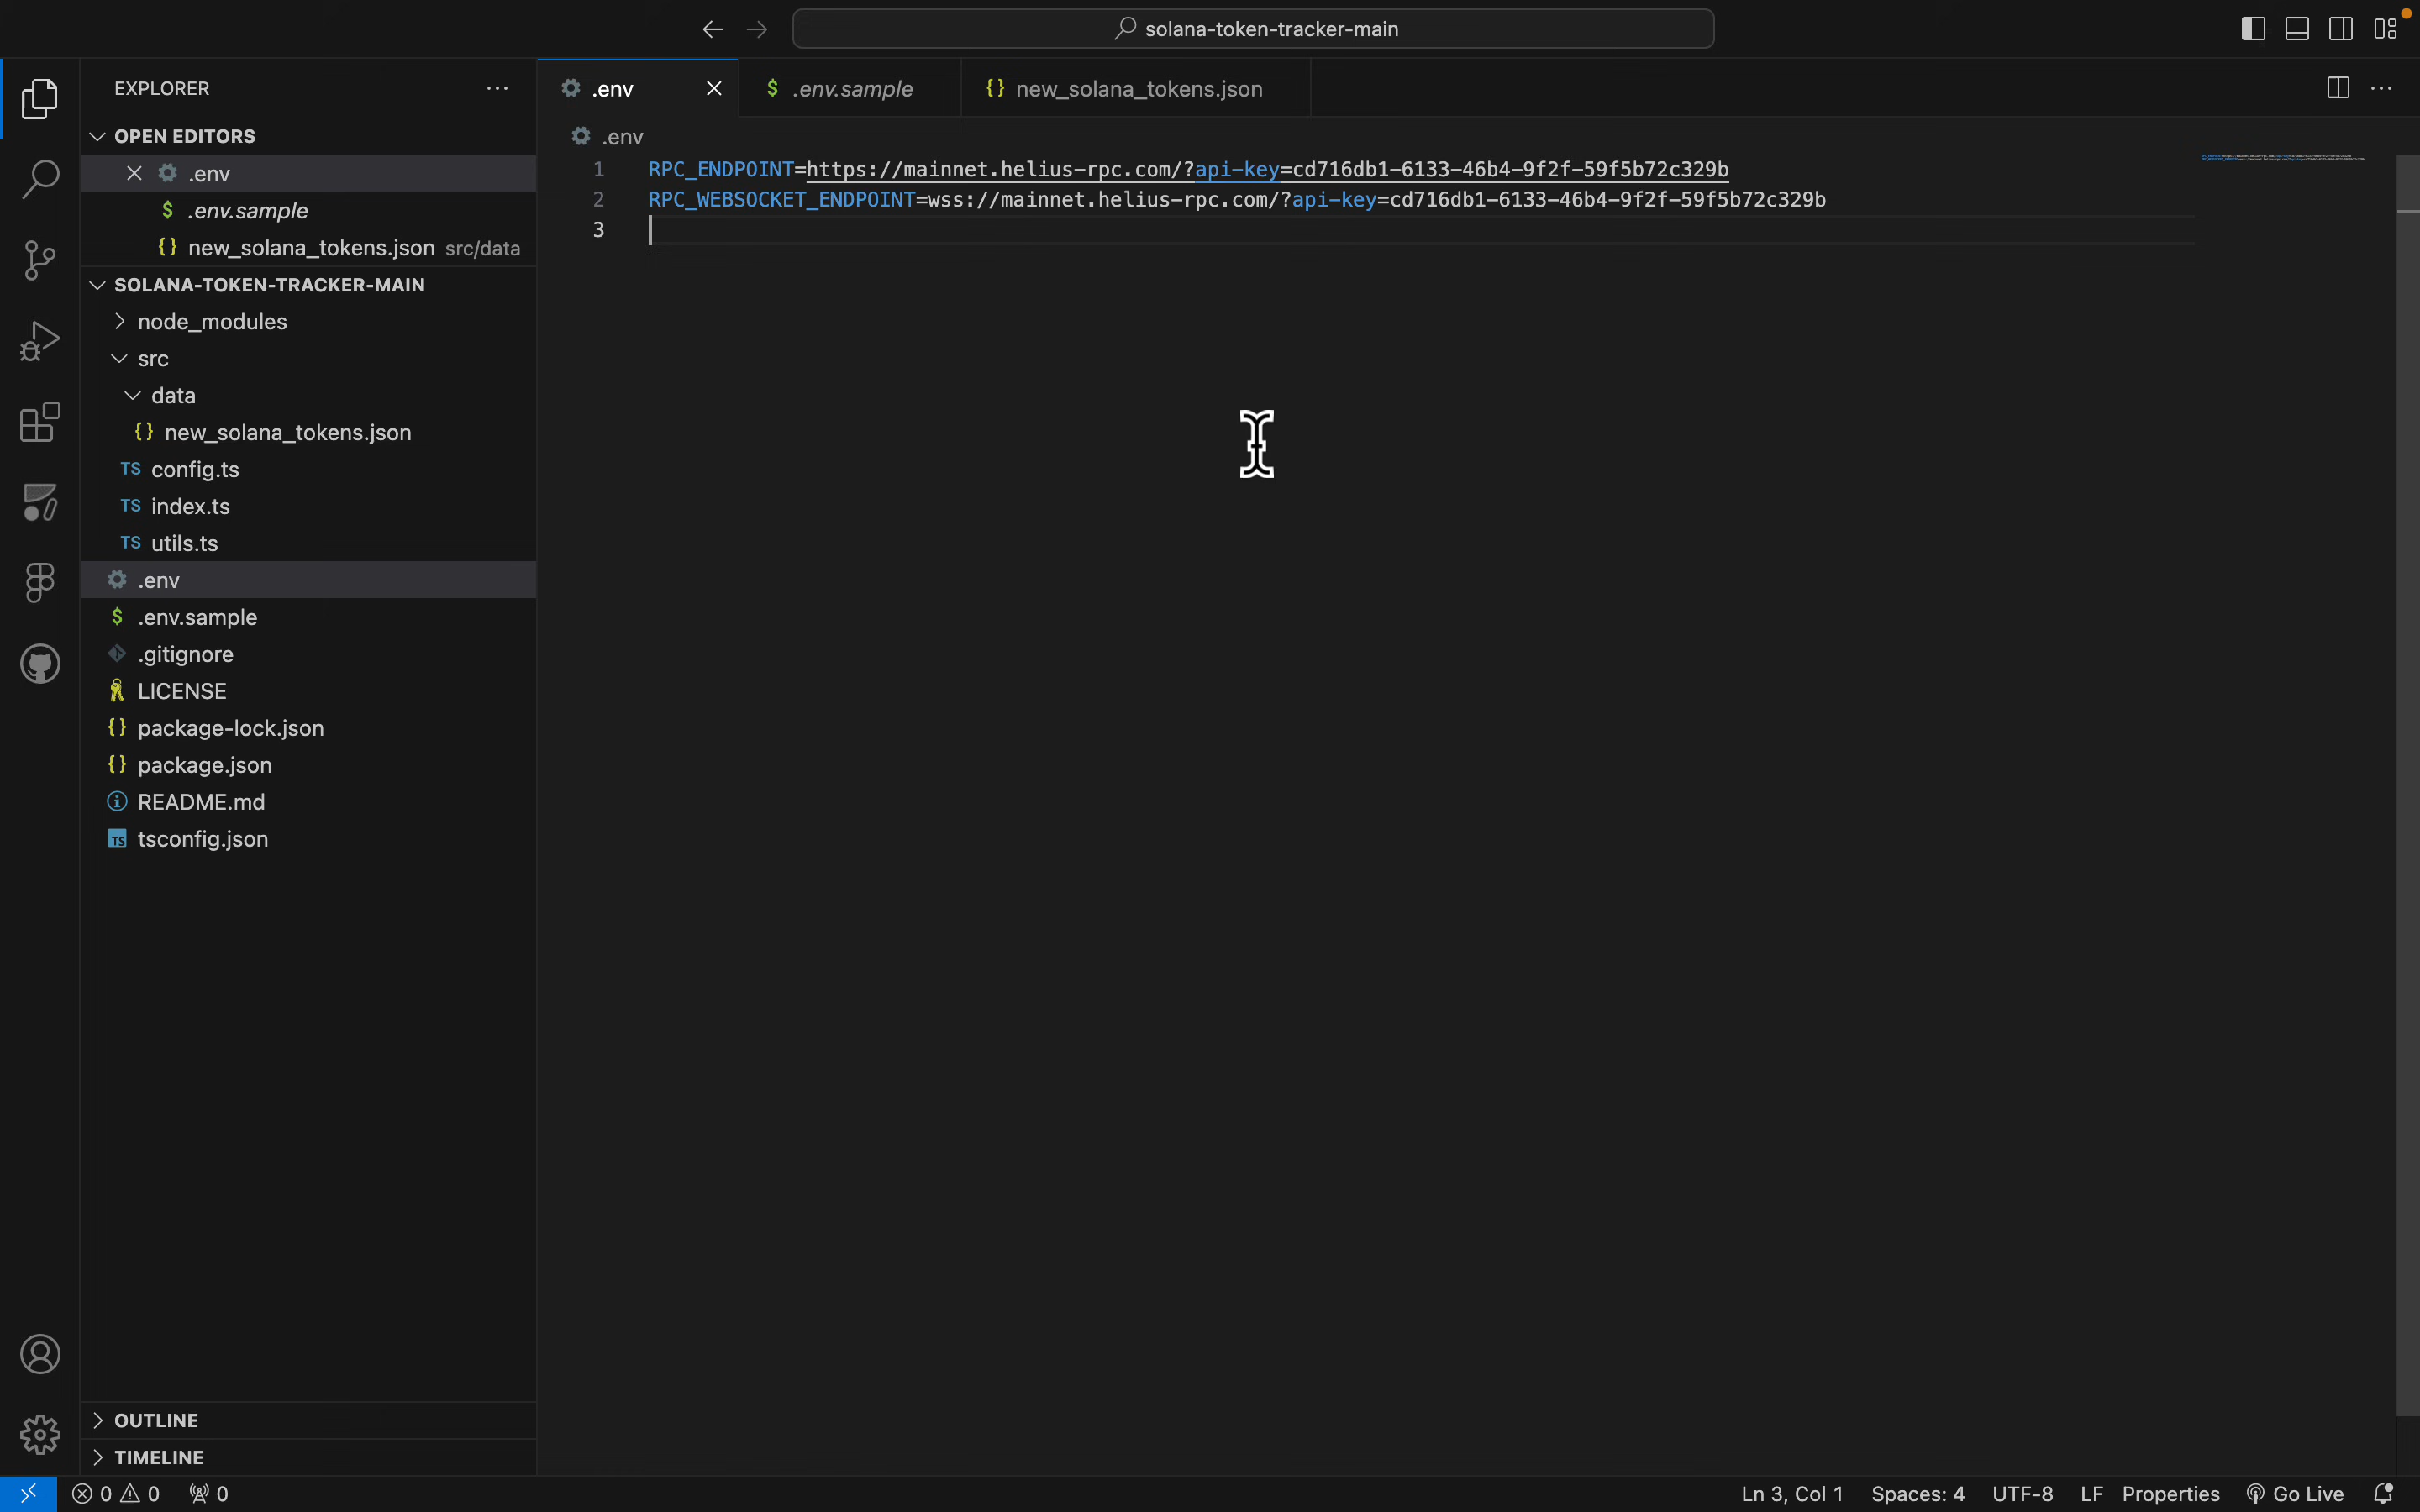 solana-token-tracker-main
EXPLORER
.env
.env.sample
new_solana_tokens.json
OPEN EDITORS
.env
.env.sample
new_solana_tokens.json src/data
SOLANA-TOKEN-TRACKER-MAIN
node_modules
src
data
{} new_solana_tokens.json
TS config.ts
TS index.ts
TS utils.ts
.env
$ .env.sample
.gitignore
LICENSE
{} package-lock.json
{} package.json
README.md
TS tsconfig.json
OUTLINE
TIMELINE
.env
1 RPC_ENDPOINT=https://mainnet.helius-rpc.com/?api-key=cd716db1-6133-46b4-9f2f-59f5b72c329b
2 RPC_WEBSOCKET_ENDPOINT=wss://mainnet.helius-rpc.com/?api-key=cd716db1-6133-46b4-9f2f-59f5b72c329b
3
0 0 0
Ln 3, Col 1 Spaces: 4 UTF-8 LF Properties Go Live